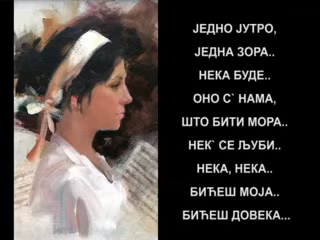 ЈЕДНО ЈУТРО,
ЈЕДНА ЗОРА..
НЕКА БУДЕ..
ОНО С` НАМА,
ШТО БИТИ МОРА..
НЕК` СЕ ЉУБИ..
НЕКА, НЕКА..
БИЋЕШ МОЈА..
БИЋЕШ ДОВЕКА...